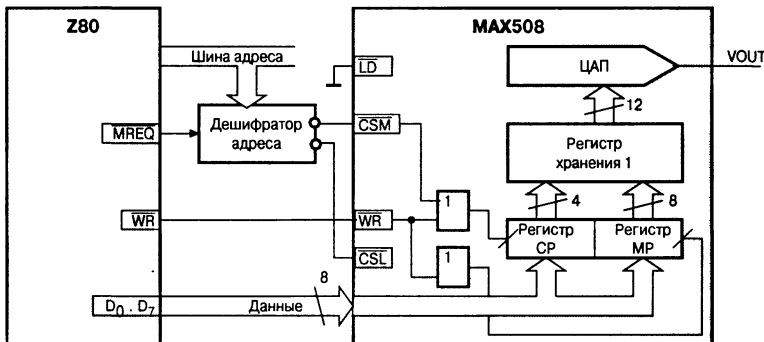 Z80
MAX508
Шина адреса
LD
ЦАП
VOUT
12
MREQ
Дешифратор
адреса
CSM
Регистр
хранения 1
4
8
WR
WR
1
Регистр
СР
Регистр
МР
CSL
1
8
D0 . D7
Данные